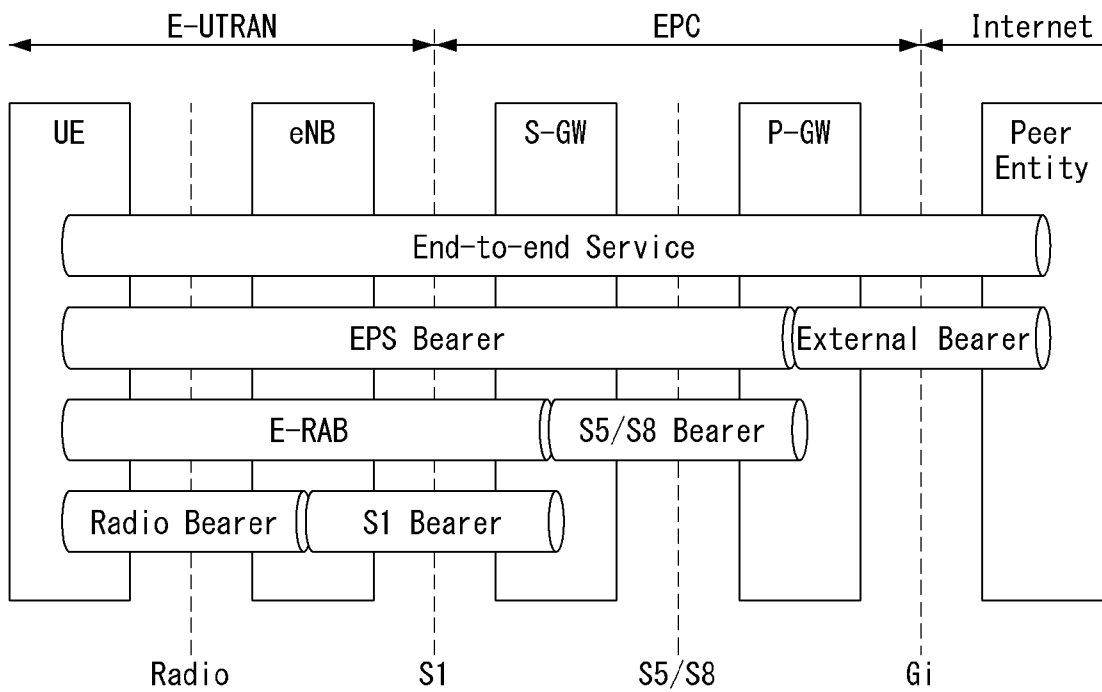 E-UTRAN EPC Internet
UE eNB S-GW P-GW Peer
Entity
End-to-end Service
EPS Bearer External Bearer
E-RAB S5/S8 Bearer
Radio Bearer S1 Bearer
Radio S1 S5/S8 Gi